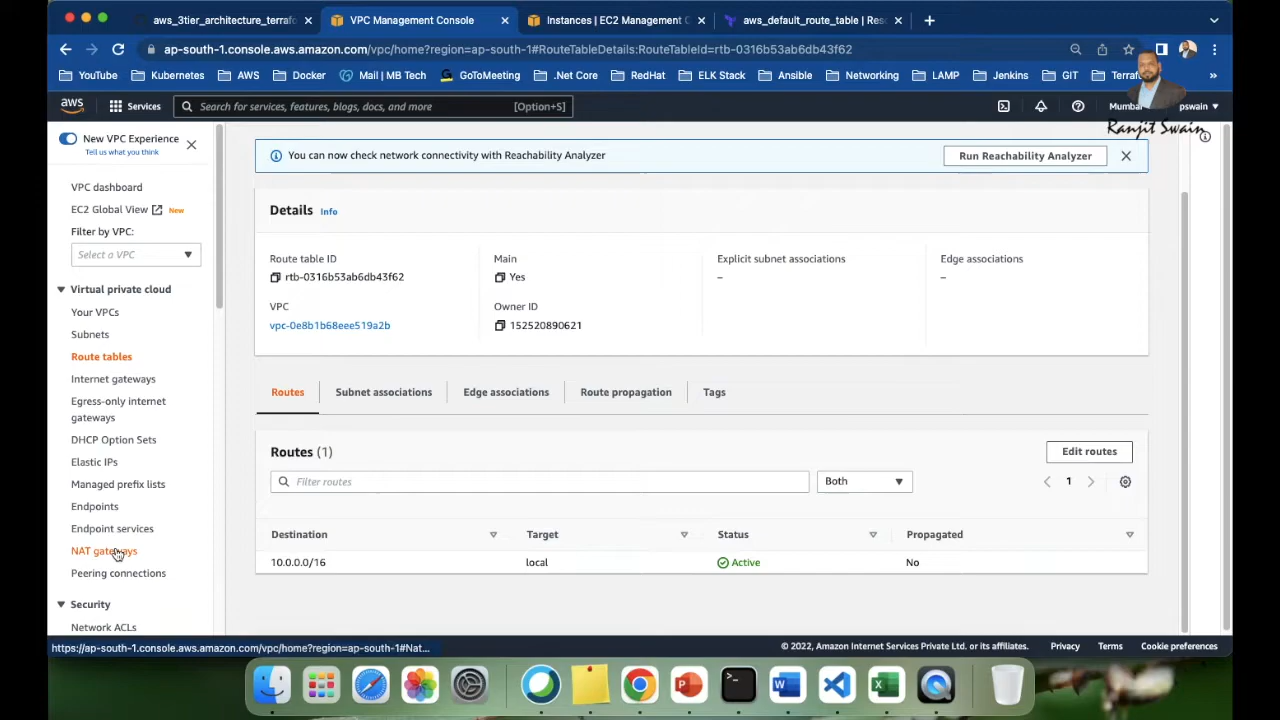 aws_3tier_architecture_terrafo
VPC Management Console
Instances | EC2 Management C
aws_default_route_table | Res
ap-south-1.console.aws.amazon.com/vpc/home?region=ap-south-1#RouteTableDetails:RouteTableId=rtb-0316b53ab6db43f62
YouTube
Kubernetes
AWS
Docker
Mail | MB Tech
GoToMeeting
.Net Core
RedHat
ELK Stack
Ansible
Networking
LAMP
Jenkins
GIT
Terraf
aws
Services
Search for services, features, blogs, docs, and more
[Option+S]
Mumbai
pswain
Ranjit Swain
New VPC Experience
Tell us what you think
VPC dashboard
EC2 Global View
New
Filter by VPC:
Select a VPC
Virtual private cloud
Your VPCs
Subnets
Route tables
Internet gateways
Egress-only internet
gateways
DHCP Option Sets
Elastic IPs
Managed prefix lists
Endpoints
Endpoint services
NAT gateways
Peering connections
Security
Network ACLs
You can now check network connectivity with Reachability Analyzer
Run Reachability Analyzer
Details
Info
Route table ID
rtb-0316b53ab6db43f62
Main
Yes
Explicit subnet associations
–
Edge associations
–
VPC
vpc-0e8b1b68eee519a2b
Owner ID
152520890621
Routes
Subnet associations
Edge associations
Route propagation
Tags
Routes (1)
Edit routes
Filter routes
Both
1
Destination
Target
Status
Propagated
10.0.0.0/16
local
Active
No
https://ap-south-1.console.aws.amazon.com/vpc/home?region=ap-south-1#Nat...
© 2022, Amazon Internet Services Private Ltd. or its affiliates.
Privacy
Terms
Cookie preferences